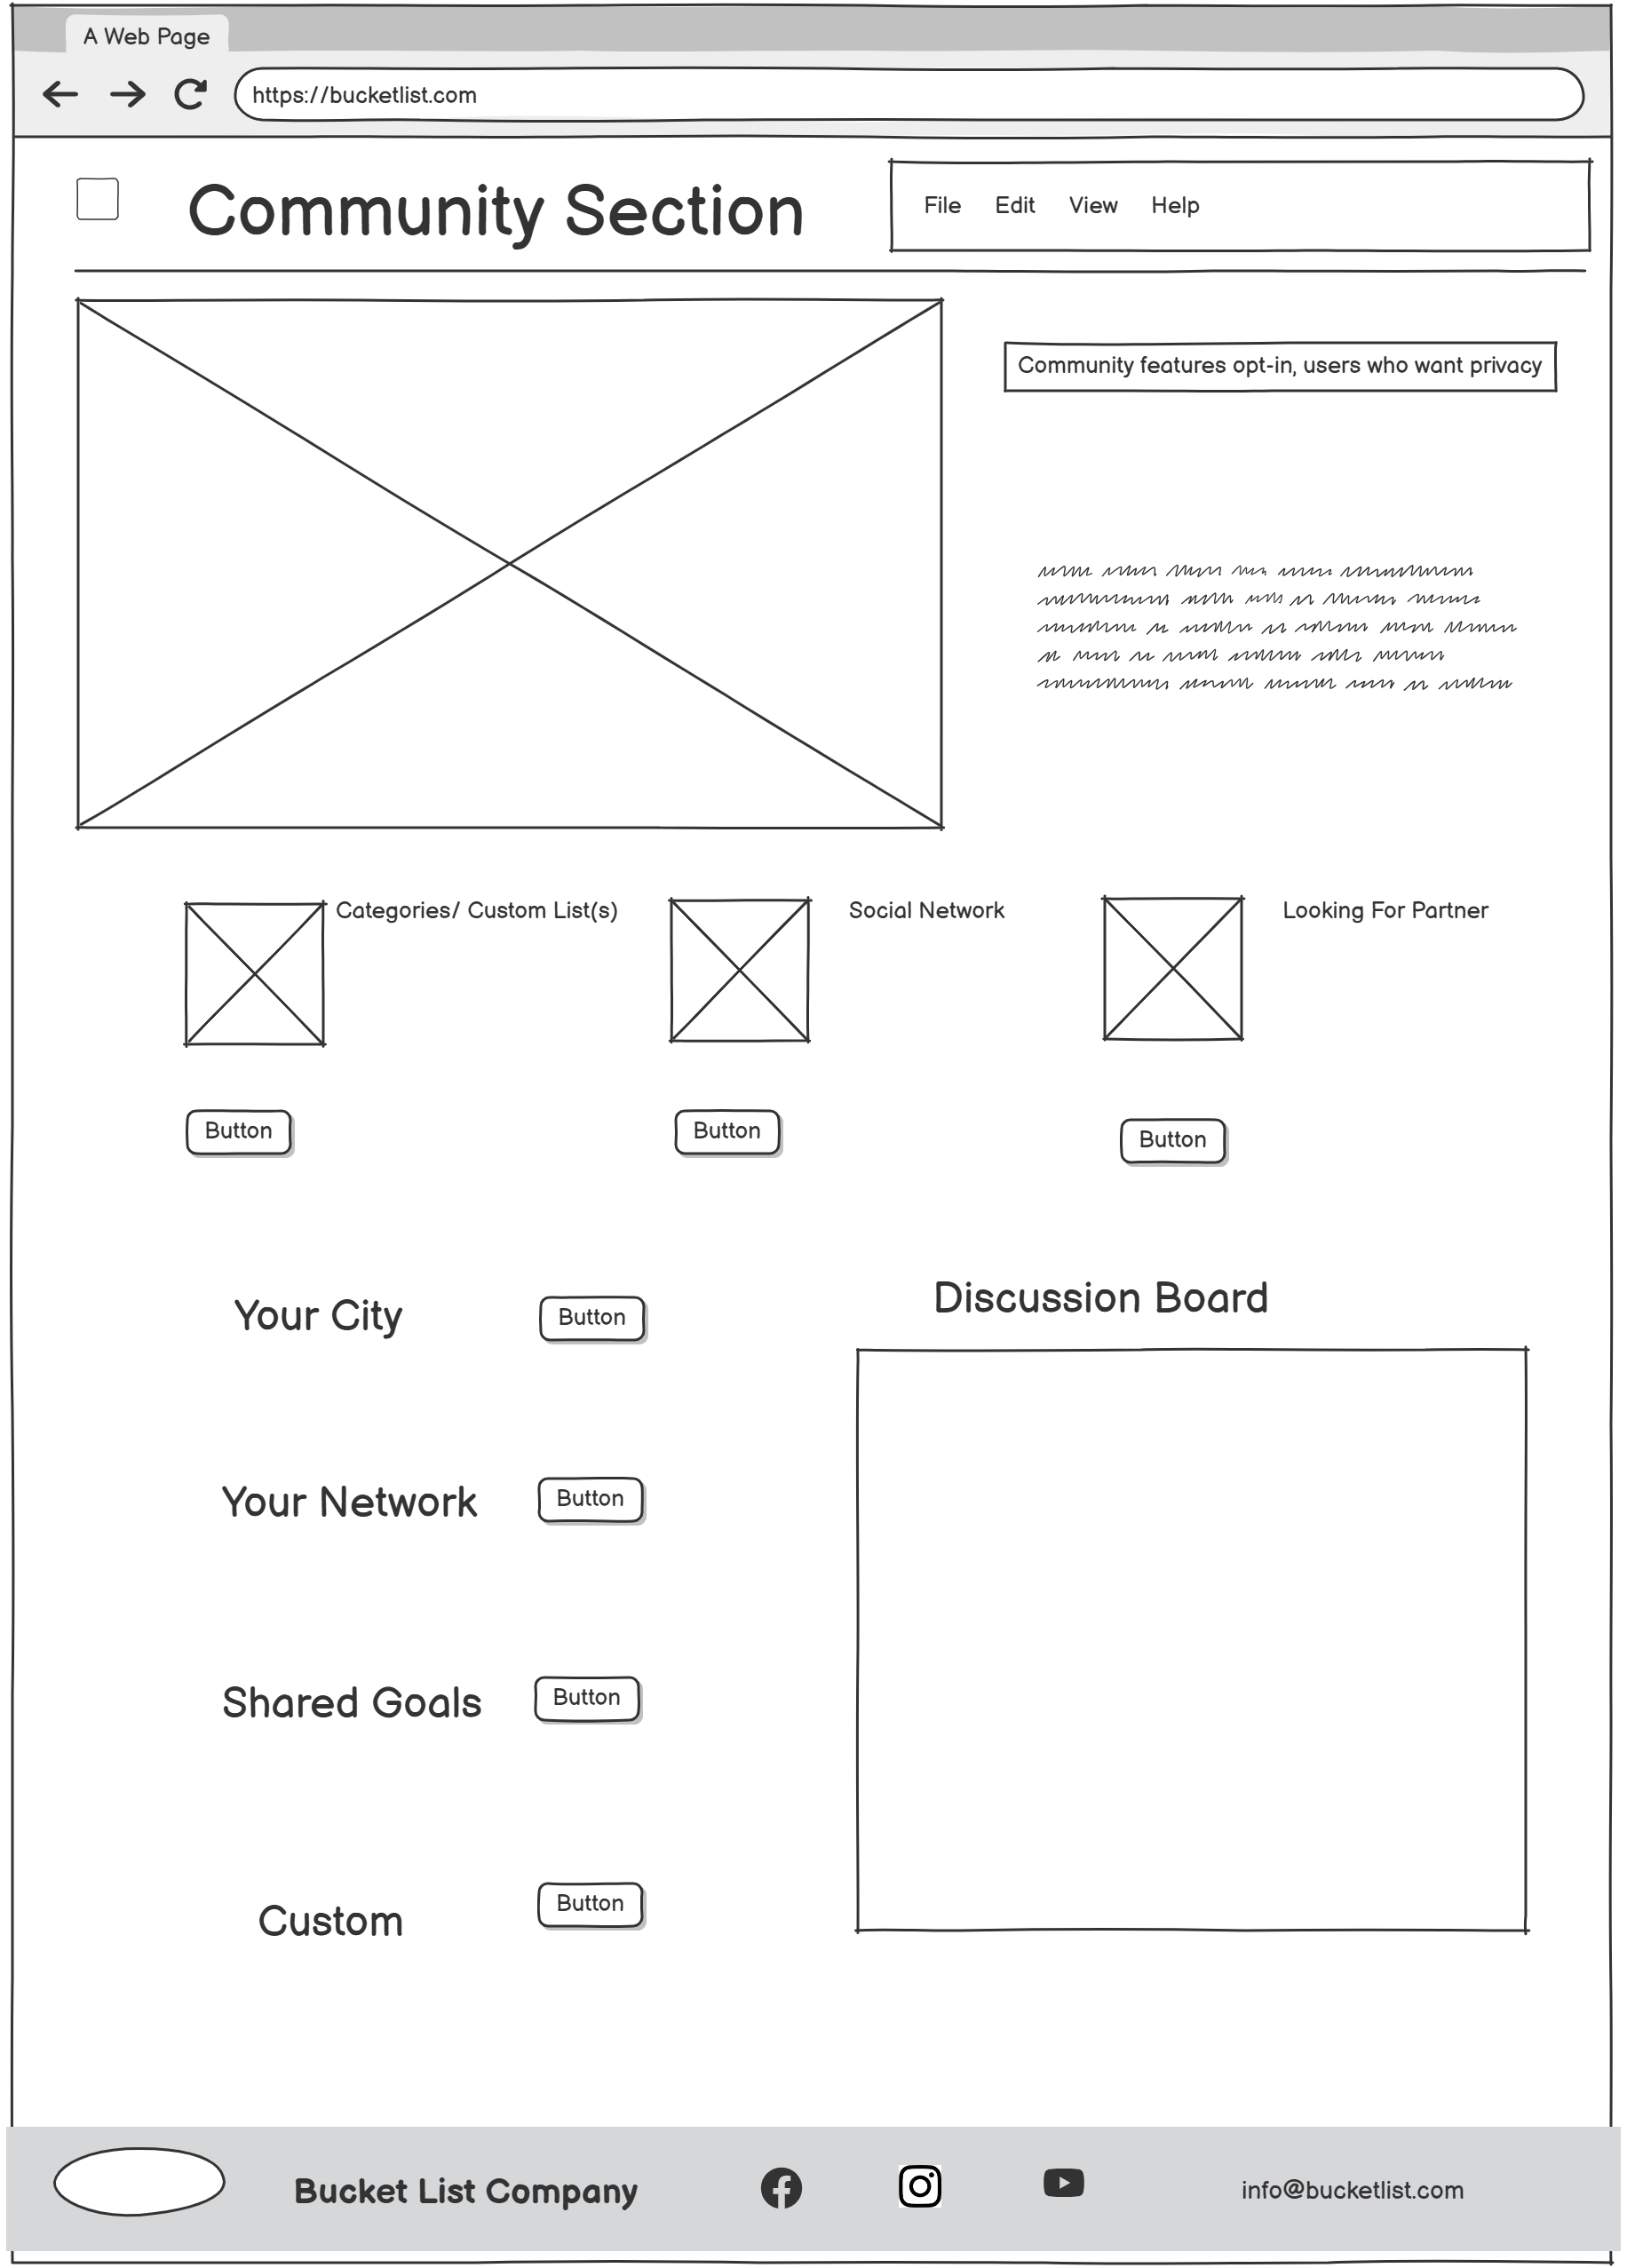 A Web Page
https://bucketlist.com
Community Section
File Edit View Help
Community features opt-in, users who want privacy
Categories/ Custom List(s)
Social Network
Looking For Partner
Button
Button
Button
Your City
Button
Discussion Board
Your Network
Button
Shared Goals
Button
Custom
Button
Bucket List Company
info@bucketlist.com